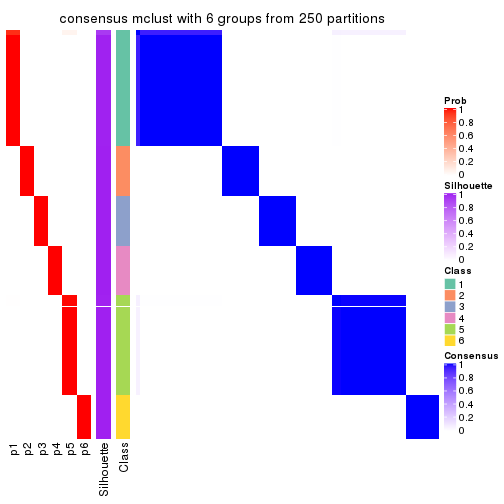 consensus mclust with 6 groups from 250 partitions
p1
p2
p3
p4
p5
p6
Silhouette
Class
Prob
1
0.8
0.6
0.4
0.2
0
Silhouette
1
0.8
0.6
0.4
0.2
0
Class
1
2
3
4
5
6
Consensus
1
0.8
0.6
0.4
0.2
0